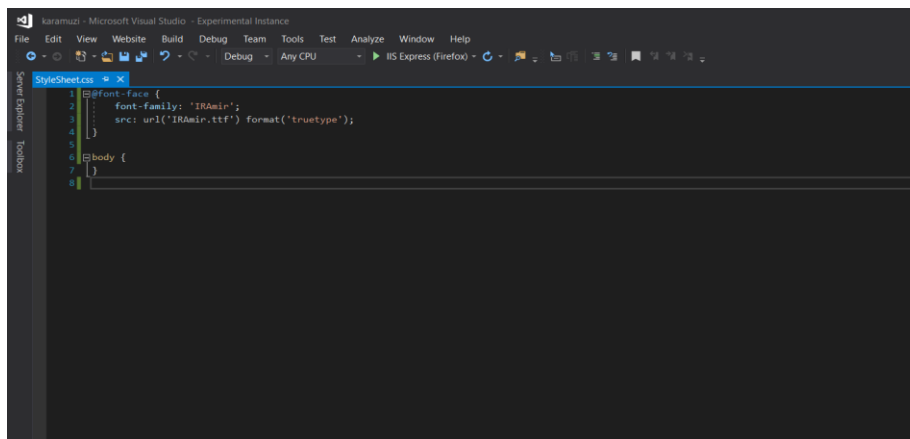 karamuzi - Microsoft Visual Studio - Experimental Instance
File Edit View Website Build Debug Team Tools Test Analyze Window Help
Debug Any CPU IIS Express (Firefox)
Server Explorer
Toolbox
StyleSheet.css
1 @font-face {
2 font-family: 'IRAmir';
3 src: url('IRAmir.ttf') format('truetype');
4 }
5
6 body {
7 }
8